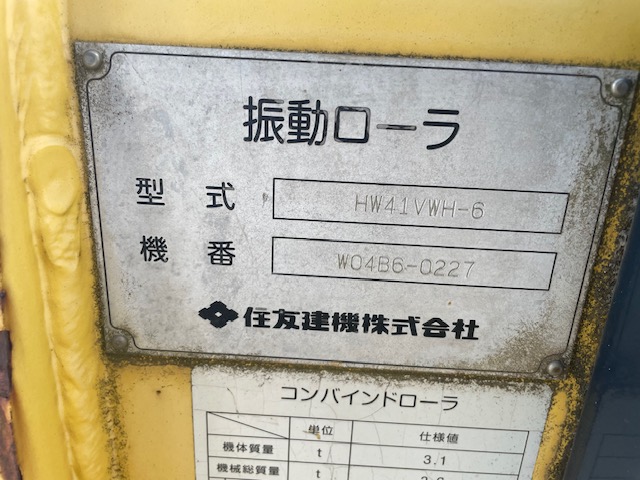 振動ローラ
型式 HW41VWH-6
機番 W04B6-0227
住友建機株式会社
コンバインドローラ
単位 仕様値
機体質量 t 3.1
機械総質量 t